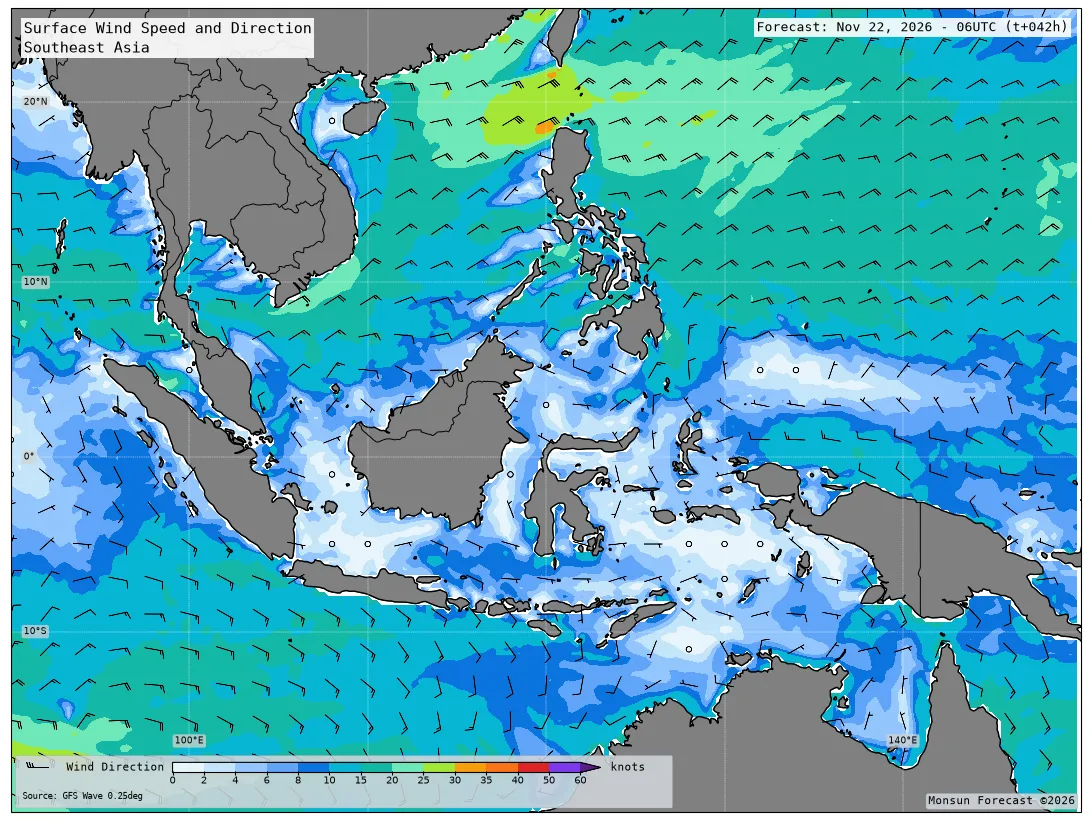 Surface Wind Speed and Direction
Southeast Asia
Forecast: Nov 22, 2026 - 06UTC (t+042h)
20°N
10°N
0°
10°S
100°E
140°E
Wind Direction
0 2 4 6 8 10 15 20 25 30 35 40 50 60
knots
Source: GFS Wave 0.25deg
Monsun Forecast ©2026